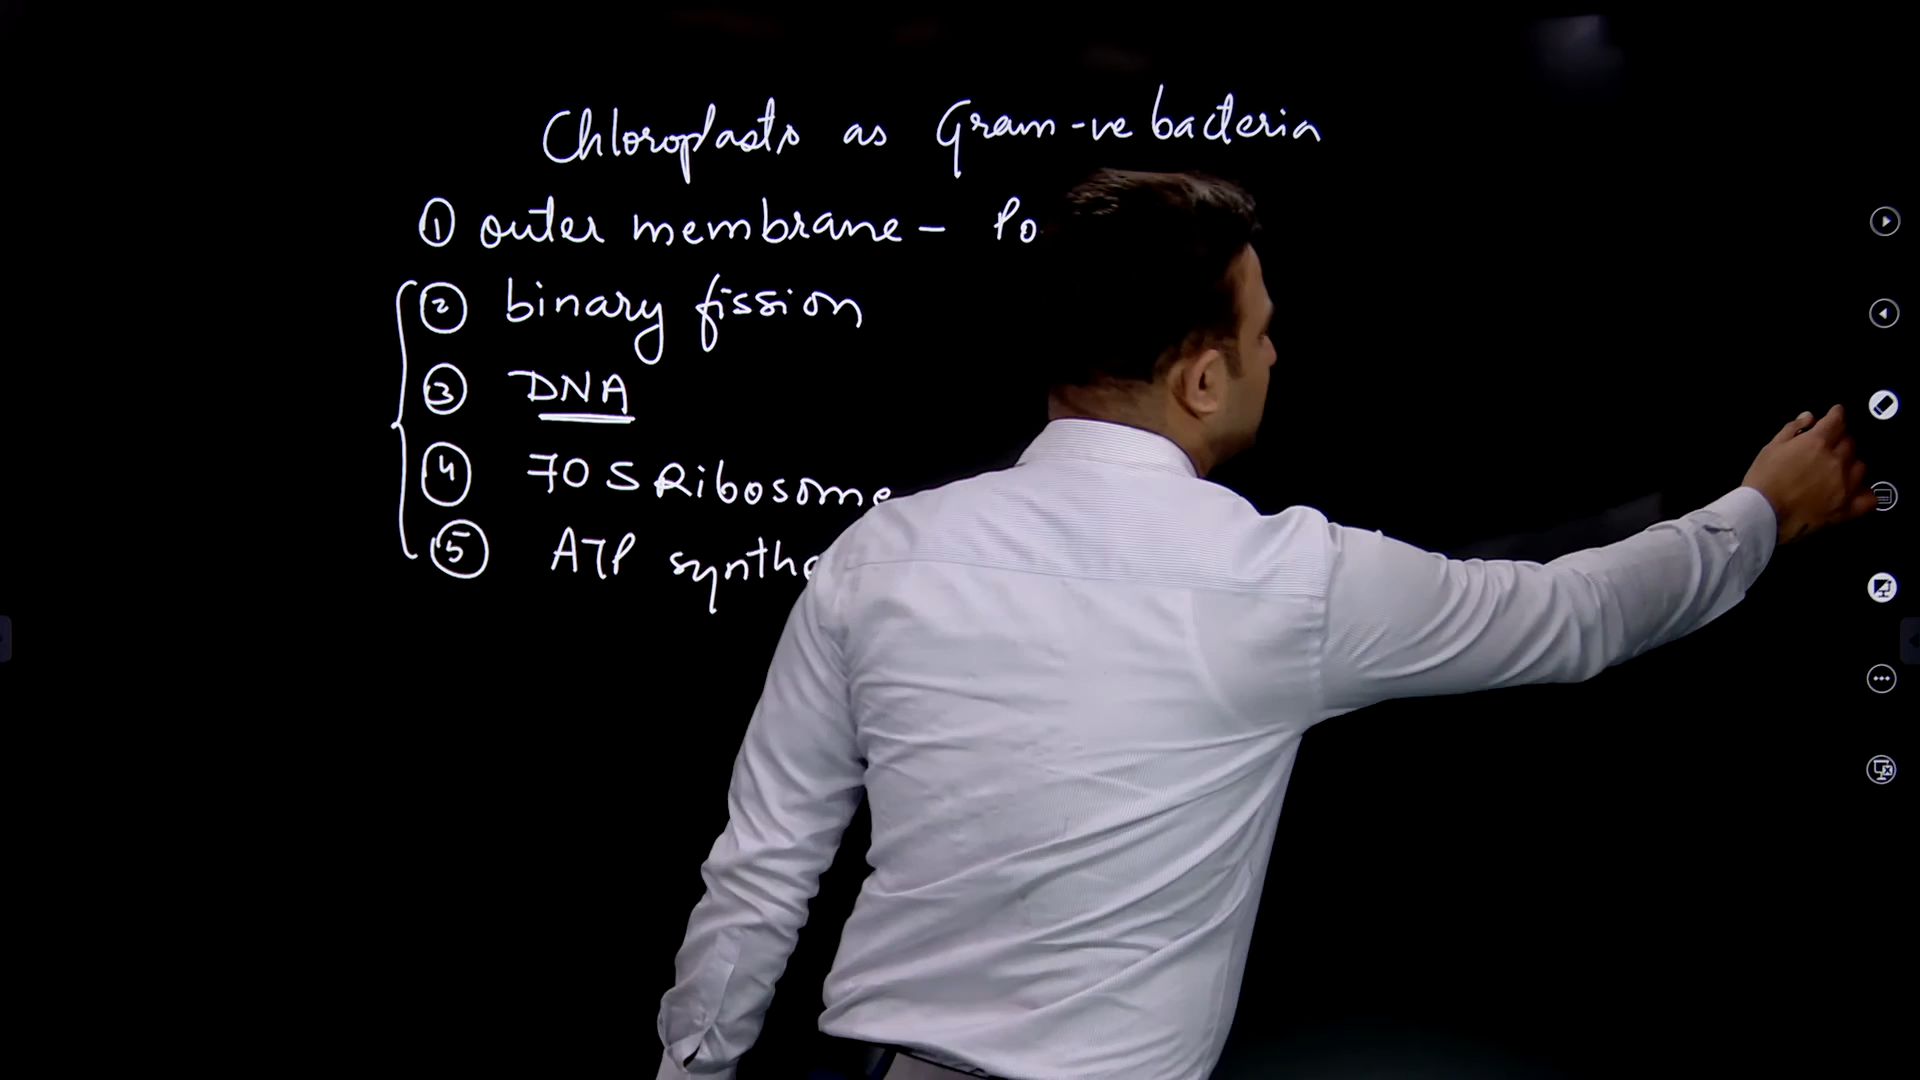 Chloroplasts as Gram -ve bacteria
① outer membrane - Po
② binary fission
③ DNA
④ 70S Ribosome
⑤ ATP synthe